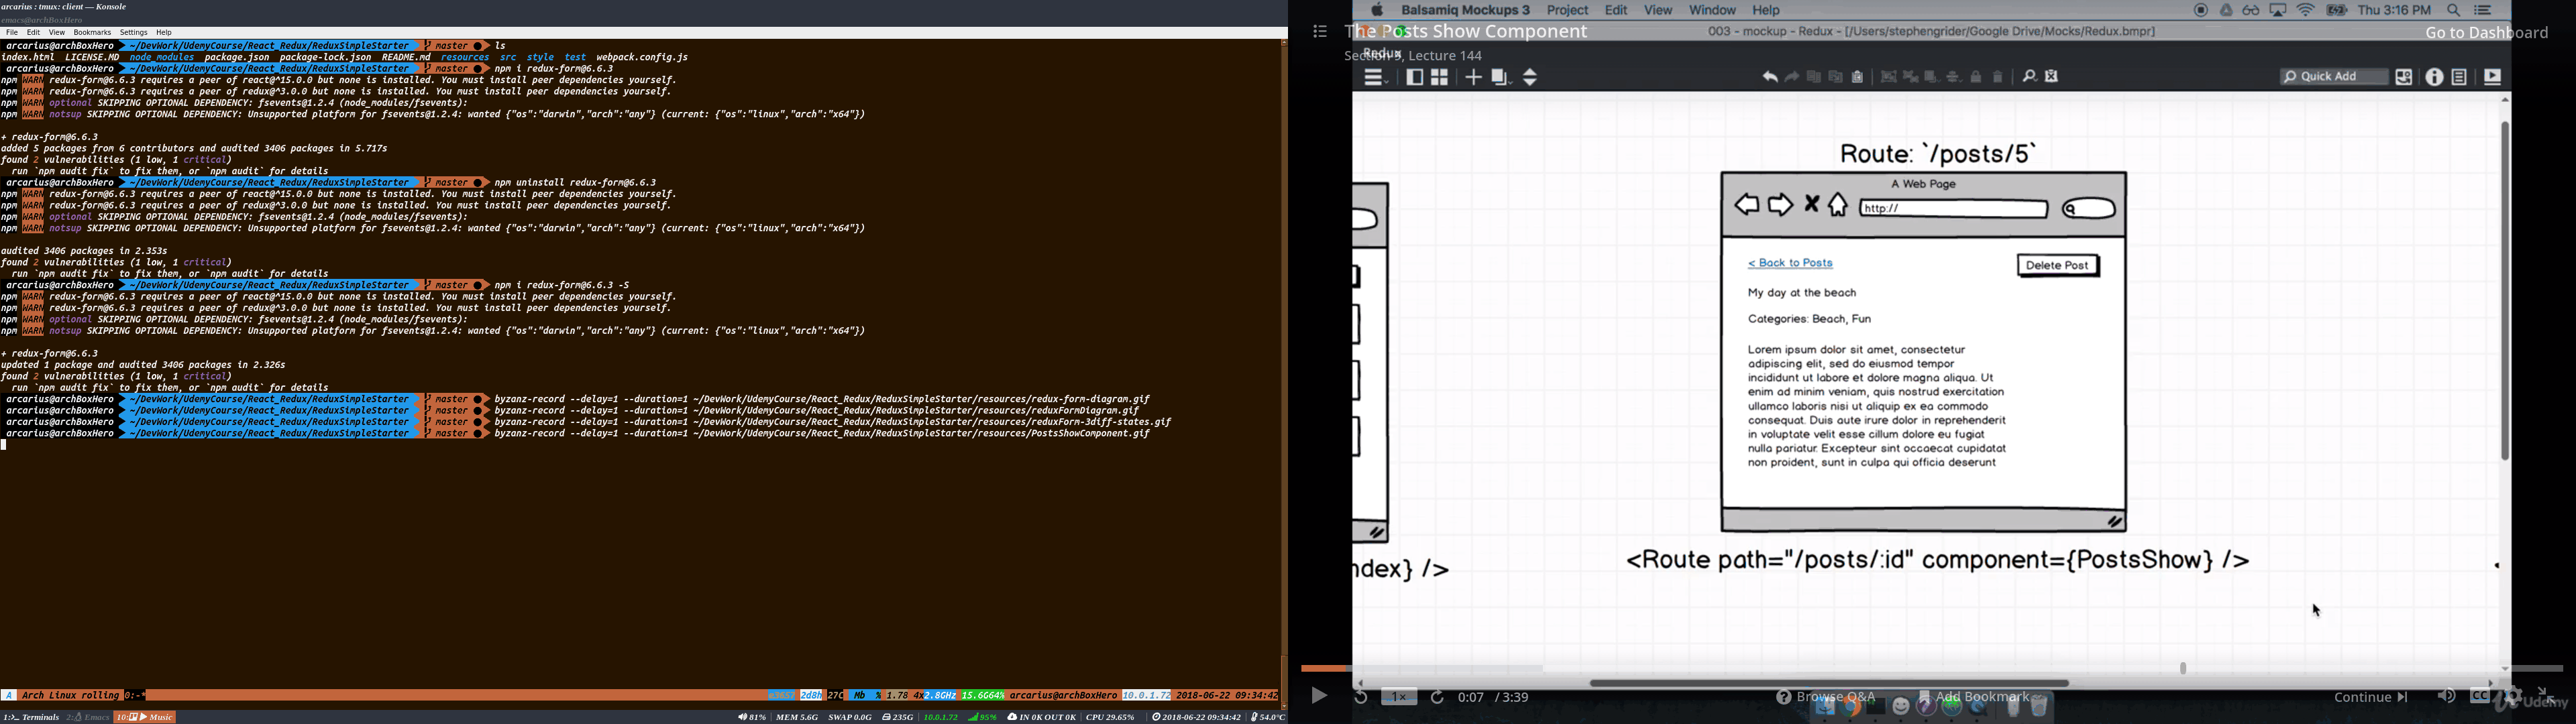 arcarius : tmux: client — Konsole
emacs@archBoxHero
File Edit View Bookmarks Settings Help
arcarius@archBoxHero ~/DevWork/UdemyCourse/React_Redux/ReduxSimpleStarter master ● ls
index.html LICENSE.MD node_modules package.json package-lock.json README.md resources src style test webpack.config.js
arcarius@archBoxHero ~/DevWork/UdemyCourse/React_Redux/ReduxSimpleStarter master ● npm i redux-form@6.6.3
npm WARN redux-form@6.6.3 requires a peer of react@^15.0.0 but none is installed. You must install peer dependencies yourself.
npm WARN redux-form@6.6.3 requires a peer of redux@^3.0.0 but none is installed. You must install peer dependencies yourself.
npm WARN optional SKIPPING OPTIONAL DEPENDENCY: fsevents@1.2.4 (node_modules/fsevents):
npm WARN notsup SKIPPING OPTIONAL DEPENDENCY: Unsupported platform for fsevents@1.2.4: wanted {"os":"darwin","arch":"any"} (current: {"os":"linux","arch":"x64"})
+ redux-form@6.6.3
added 5 packages from 6 contributors and audited 3406 packages in 5.717s
found 2 vulnerabilities (1 low, 1 critical)
run `npm audit fix` to fix them, or `npm audit` for details
arcarius@archBoxHero ~/DevWork/UdemyCourse/React_Redux/ReduxSimpleStarter master ● npm uninstall redux-form@6.6.3
npm WARN redux-form@6.6.3 requires a peer of react@^15.0.0 but none is installed. You must install peer dependencies yourself.
npm WARN redux-form@6.6.3 requires a peer of redux@^3.0.0 but none is installed. You must install peer dependencies yourself.
npm WARN optional SKIPPING OPTIONAL DEPENDENCY: fsevents@1.2.4 (node_modules/fsevents):
npm WARN notsup SKIPPING OPTIONAL DEPENDENCY: Unsupported platform for fsevents@1.2.4: wanted {"os":"darwin","arch":"any"} (current: {"os":"linux","arch":"x64"})
audited 3406 packages in 2.353s
found 2 vulnerabilities (1 low, 1 critical)
run `npm audit fix` to fix them, or `npm audit` for details
arcarius@archBoxHero ~/DevWork/UdemyCourse/React_Redux/ReduxSimpleStarter master ● npm i redux-form@6.6.3 -S
npm WARN redux-form@6.6.3 requires a peer of react@^15.0.0 but none is installed. You must install peer dependencies yourself.
npm WARN redux-form@6.6.3 requires a peer of redux@^3.0.0 but none is installed. You must install peer dependencies yourself.
npm WARN optional SKIPPING OPTIONAL DEPENDENCY: fsevents@1.2.4 (node_modules/fsevents):
npm WARN notsup SKIPPING OPTIONAL DEPENDENCY: Unsupported platform for fsevents@1.2.4: wanted {"os":"darwin","arch":"any"} (current: {"os":"linux","arch":"x64"})
+ redux-form@6.6.3
updated 1 package and audited 3406 packages in 2.326s
found 2 vulnerabilities (1 low, 1 critical)
run `npm audit fix` to fix them, or `npm audit` for details
arcarius@archBoxHero ~/DevWork/UdemyCourse/React_Redux/ReduxSimpleStarter master ● byzanz-record --delay=1 --duration=1 ~/DevWork/UdemyCourse/React_Redux/ReduxSimpleStarter/resources/redux-form-diagram.gif
arcarius@archBoxHero ~/DevWork/UdemyCourse/React_Redux/ReduxSimpleStarter master ● byzanz-record --delay=1 --duration=1 ~/DevWork/UdemyCourse/React_Redux/ReduxSimpleStarter/resources/reduxFormDiagram.gif
arcarius@archBoxHero ~/DevWork/UdemyCourse/React_Redux/ReduxSimpleStarter master ● byzanz-record --delay=1 --duration=1 ~/DevWork/UdemyCourse/React_Redux/ReduxSimpleStarter/resources/reduxForm-3diff-states.gif
arcarius@archBoxHero ~/DevWork/UdemyCourse/React_Redux/ReduxSimpleStarter master ● byzanz-record --delay=1 --duration=1 ~/DevWork/UdemyCourse/React_Redux/ReduxSimpleStarter/resources/PostsShowComponent.gif
A Arch Linux rolling 0:-* 2d8h 27C Mb % 1.78 4x2.8GHz 15.6G64% arcarius@archBoxHero 10.0.1.72 2018-06-22 09:34:42
1:>_ Terminals 2: Emacs 10: Music 81% MEM 5.6G SWAP 0.0G 235G 10.0.1.72 95% IN 0K OUT 0K CPU 29.65% 2018-06-22 09:34:42 54.0°C
Balsamiq Mockups 3 Project Edit View Window Help Thu 3:16 PM
The Posts Show Component
003 - mockup - Redux - [/Users/stephengrider/Google Drive/Mocks/Redux.bmpr]
Go to Dashboard
Redux
Section 9, Lecture 144
Quick Add
Route: `/posts/5`
A Web Page
http://
< Back to Posts
Delete Post
My day at the beach
Categories: Beach, Fun
Lorem ipsum dolor sit amet, consectetur
adipiscing elit, sed do eiusmod tempor
incididunt ut labore et dolore magna aliqua. Ut
enim ad minim veniam, quis nostrud exercitation
ullamco laboris nisi ut aliquip ex ea commodo
consequat. Duis aute irure dolor in reprehenderit
in voluptate velit esse cillum dolore eu fugiat
nulla pariatur. Excepteur sint occaecat cupidatat
non proident, sunt in culpa qui officia deserunt
ndex} />
<Route path="/posts/:id" component={PostsShow} />
1x 0:07 / 3:39 Browse Q&A Add Bookmark Continue CC
Udemy